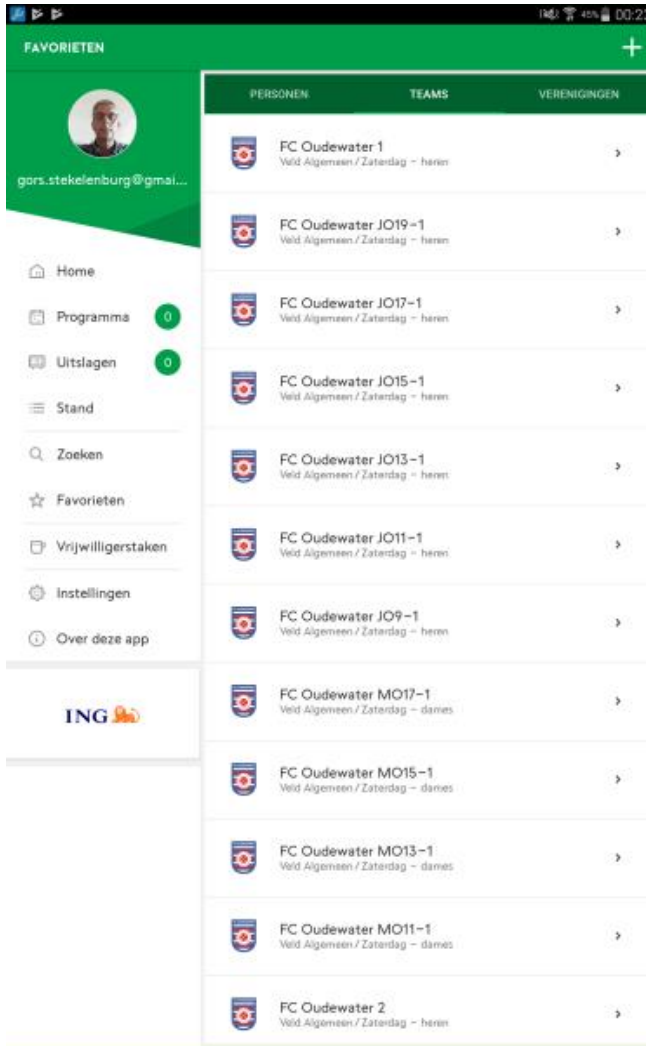 45% 00:2
FAVORIETEN
+
gors.stekelenburg@gmai...
Home
Programma 0
Uitslagen 0
Stand
Zoeken
Favorieten
Vrijwilligerstaken
Instellingen
Over deze app
ING
PERSONEN TEAMS VERENIGINGEN
FC Oudewater 1
Veld Algemeen / Zaterdag - heren
FC Oudewater JO19-1
Veld Algemeen / Zaterdag - heren
FC Oudewater JO17-1
Veld Algemeen / Zaterdag - heren
FC Oudewater JO15-1
Veld Algemeen / Zaterdag - heren
FC Oudewater JO13-1
Veld Algemeen / Zaterdag - heren
FC Oudewater JO11-1
Veld Algemeen / Zaterdag - heren
FC Oudewater JO9-1
Veld Algemeen / Zaterdag - heren
FC Oudewater MO17-1
Veld Algemeen / Zaterdag - dames
FC Oudewater MO15-1
Veld Algemeen / Zaterdag - dames
FC Oudewater MO13-1
Veld Algemeen / Zaterdag - dames
FC Oudewater MO11-1
Veld Algemeen / Zaterdag - dames
FC Oudewater 2
Veld Algemeen / Zaterdag - heren